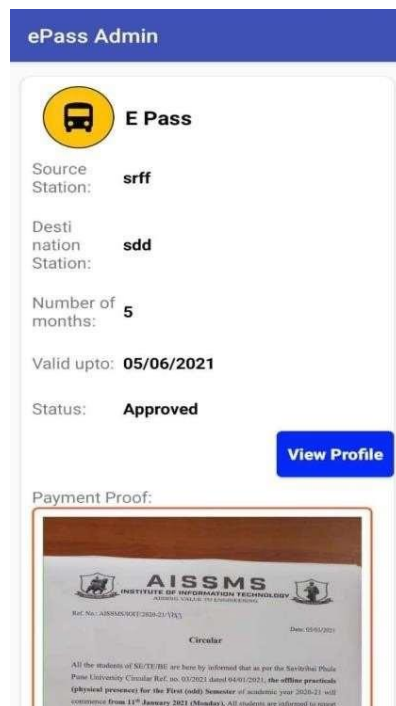 ePass Admin
E Pass
Source
Station:
srff
Desti
nation
Station:
sdd
Number of
months:
5
Valid upto: 05/06/2021
Status: Approved
View Profile
Payment Proof:
AISSMS
INSTITUTE OF INFORMATION TECHNOLOGY
ADDING VALUE TO ENGINEERING
Circular
All the students of SE/TE/BE are here by informed that as per the Savitribai Phule
Pune University Circular Ref. no. 03/2021 dated 04/01/2021, the offline practicals
(physical presence) for the First (odd) Semester of academic year 2020-21 will
commence from 11th January 2021 (Monday). All students are informed to